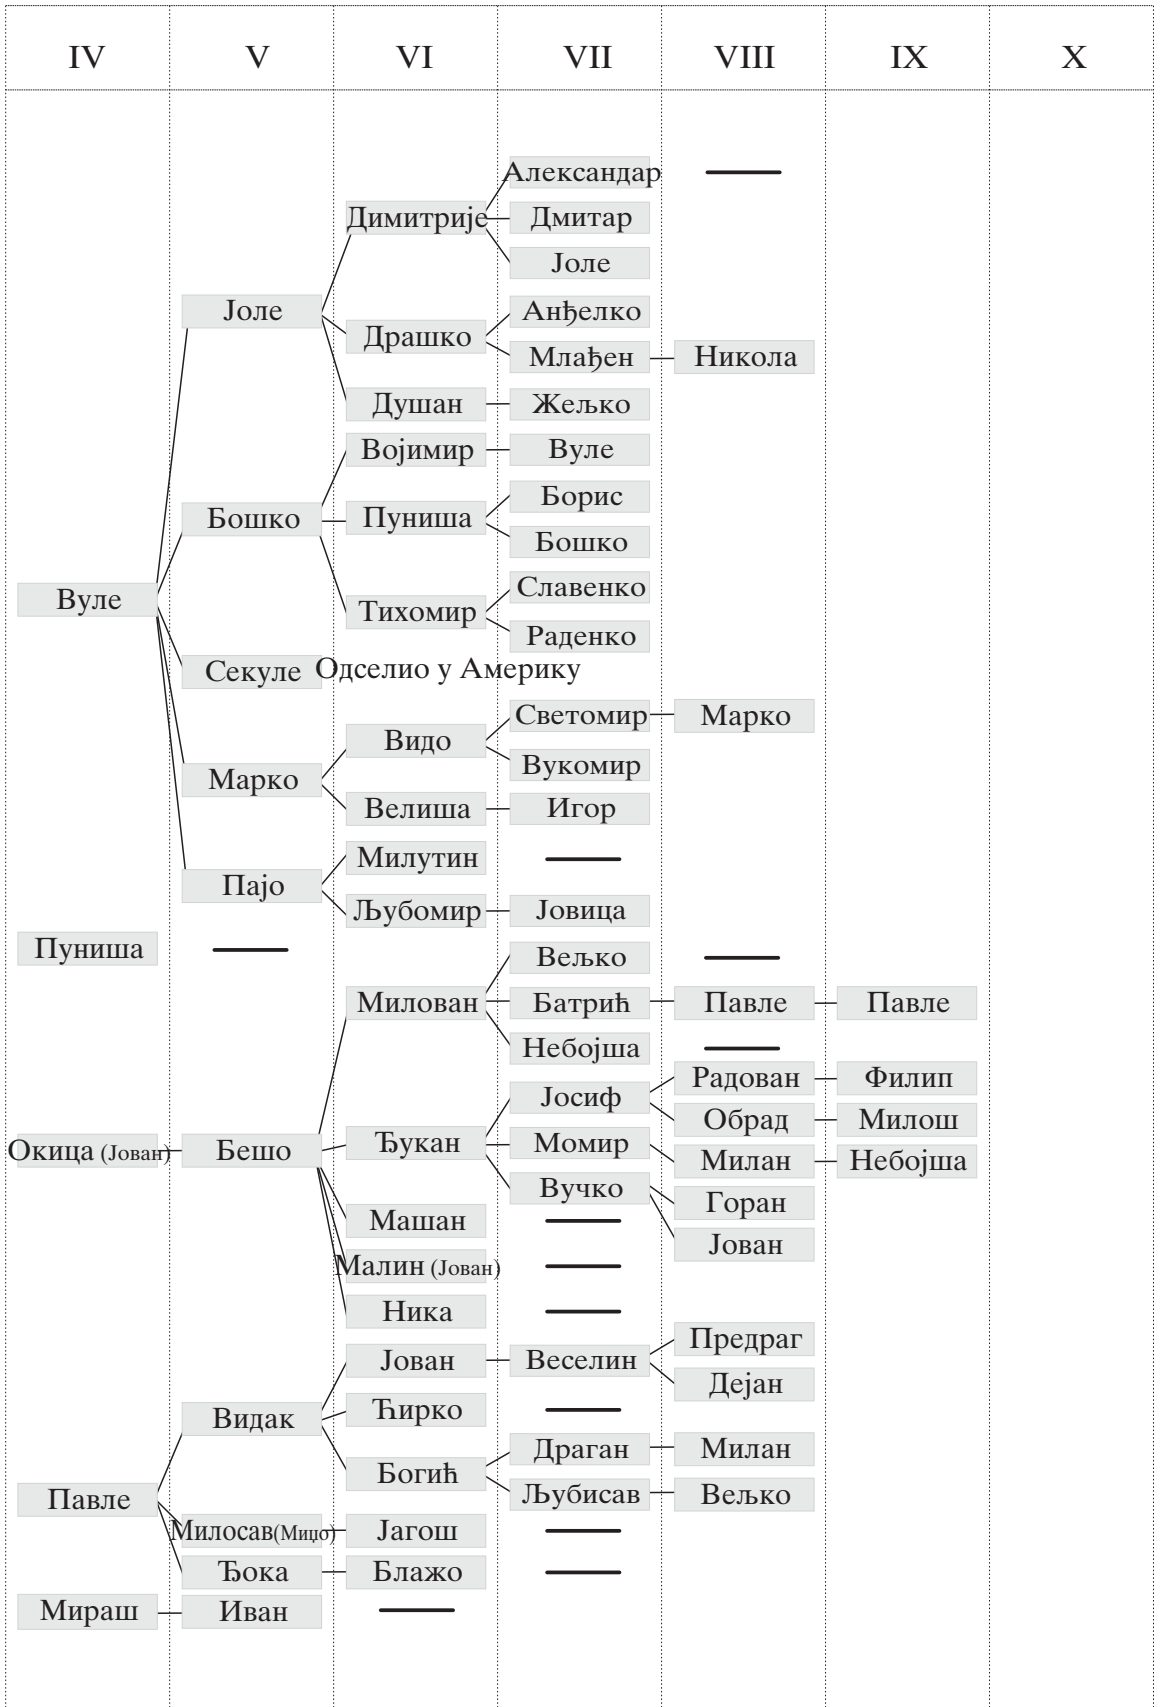 IV V VI VII VIII IX X
Александар
Димитрије Дмитар
Јоле
Јоле Анђелко
Драшко
Млађен Никола
Душан Жељко
Војимир Вуле
Борис
Бошко Пуниша
Бошко
Славенко
Вуле Тихомир
Раденко
Секуле Одселио у Америку
Светомир Марко
Видо
Вукомир
Марко
Велиша Игор
Милутин
Пајо
Љубомир Јовица
Пуниша
Вељко
Милован Батрић Павле Павле
Небојша
Радован Филип
Јосиф
Обрад Милош
Окица (Јован) Бешо Ђукан Момир
Милан Небојша
Вучко
Горан
Машан
Јован
Малин (Јован)
Ника
Предраг
Јован Веселин
Дејан
Видак Ћирко
Драган Милан
Богић
Љубисав Вељко
Павле
Милосав(Мицо) Јагош
Ђока Блажо
Мираш Иван